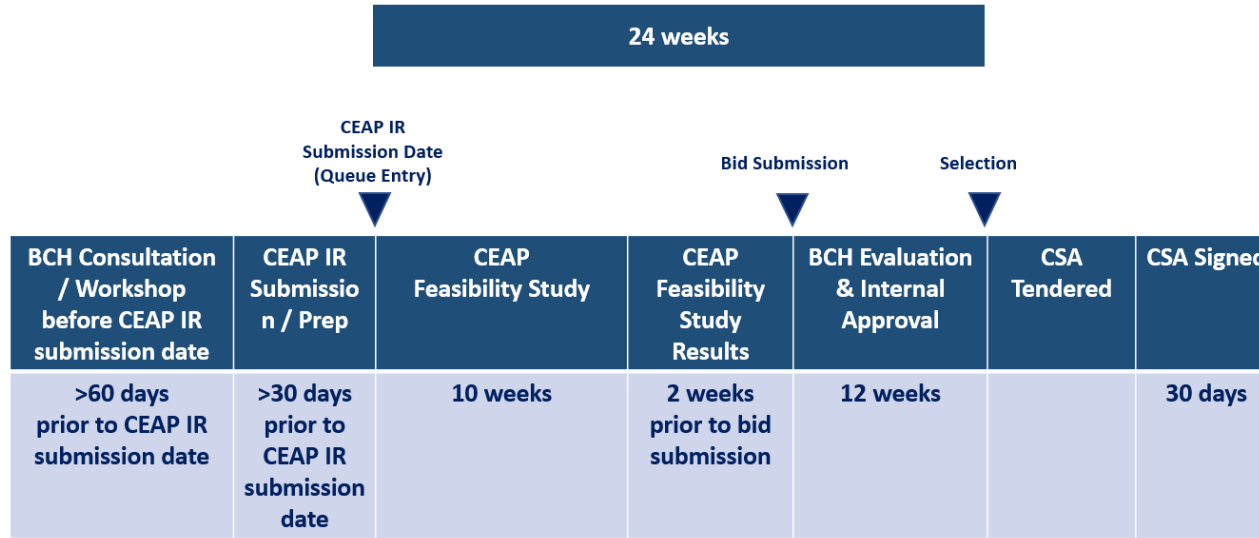 24 weeks
CEAP IR
Submission Date
(Queue Entry)
Bid Submission
Selection
BCH Consultation
/ Workshop
before CEAP IR
submission date
CEAP IR
Submissio
n / Prep
CEAP
Feasibility Study
CEAP
Feasibility
Study
Results
BCH Evaluation
& Internal
Approval
CSA
Tendered
CSA Signed
>60 days
prior to CEAP IR
submission date
>30 days
prior to
CEAP IR
submission
date
10 weeks
2 weeks
prior to bid
submission
12 weeks
30 days